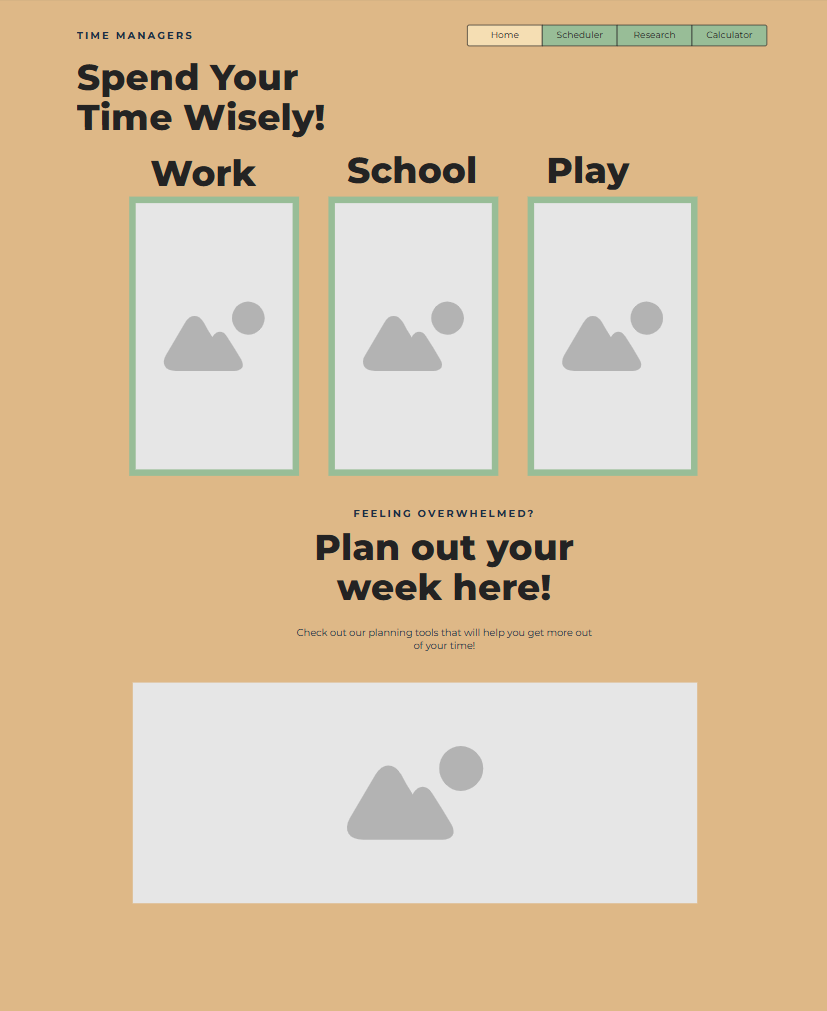 TIME MANAGERS
Home Scheduler Research Calculator
Spend Your
Time Wisely!
Work School Play
FEELING OVERWHELMED?
Plan out your
week here!
Check out our planning tools that will help you get more out
of your time!